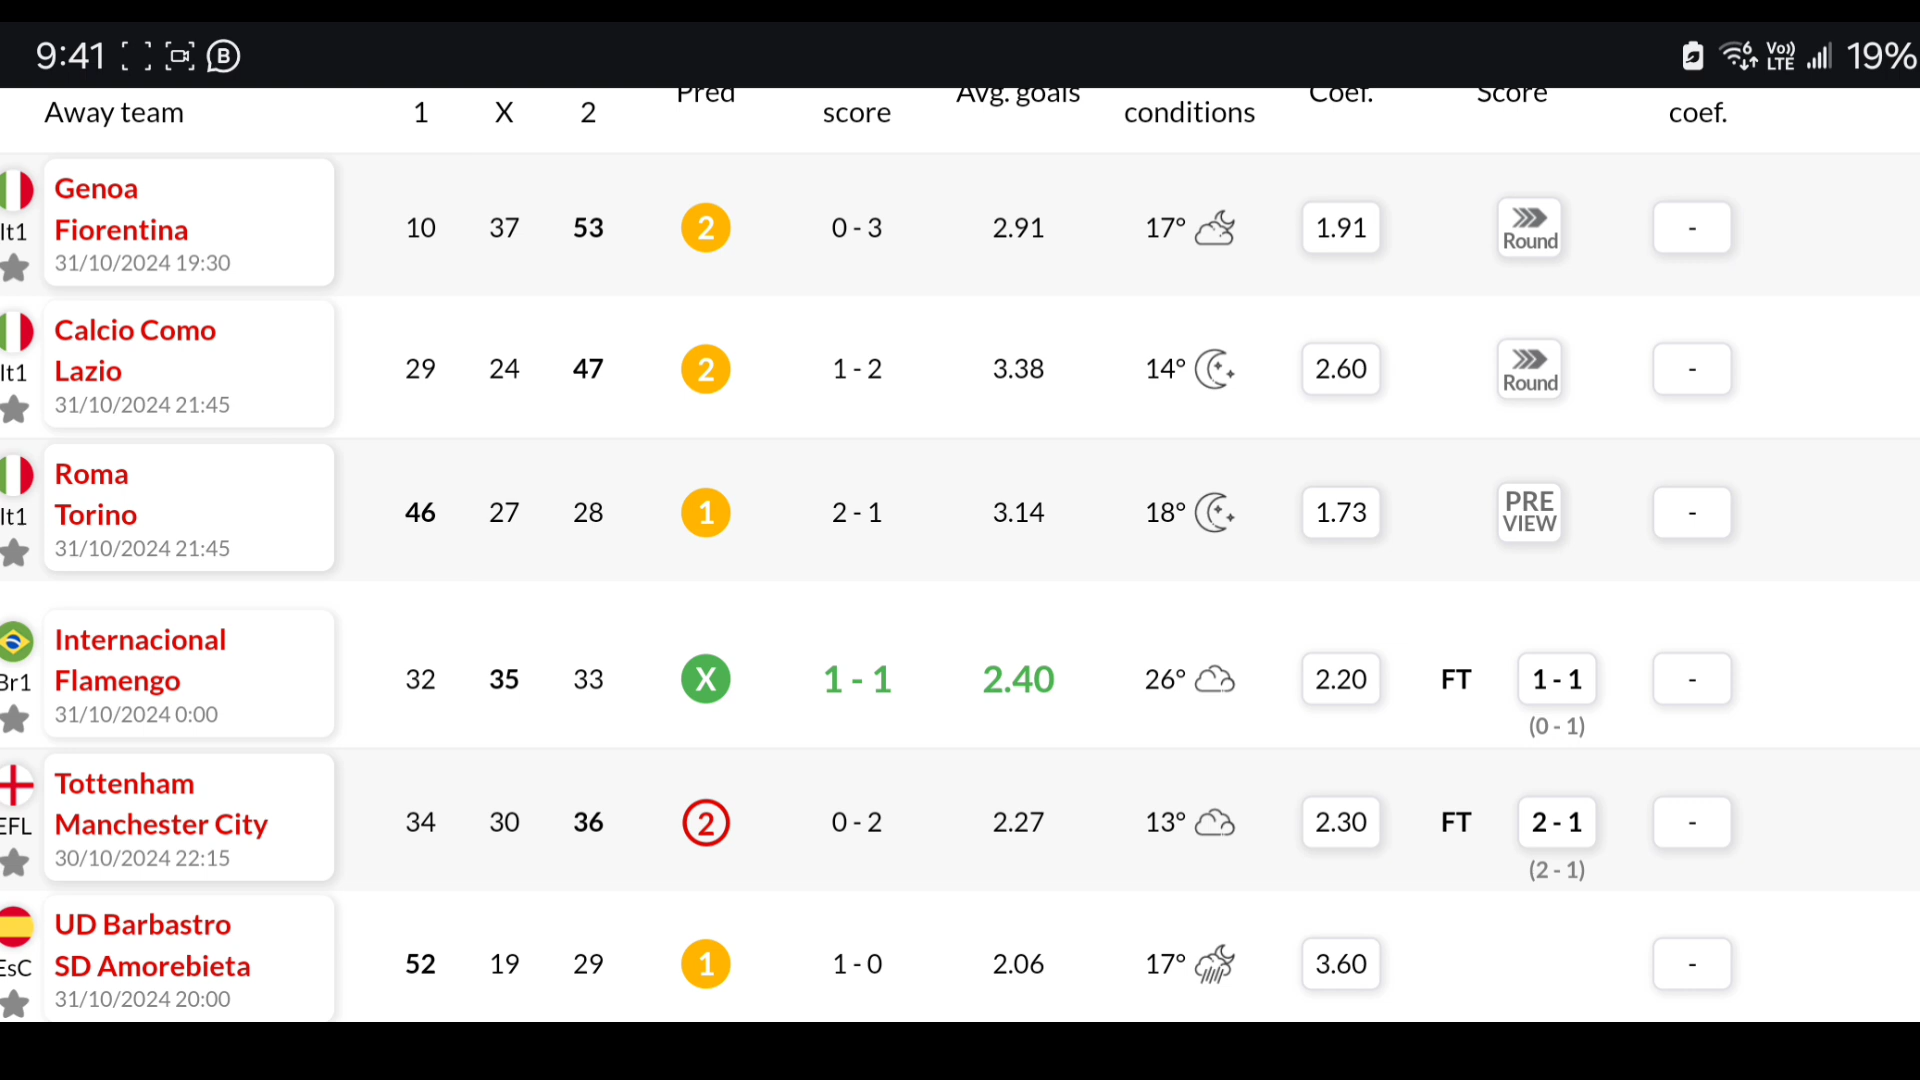 9:41 B 6 Vo)) LTE 19%
Away team 1 X 2 Pred score Avg. goals conditions Coef. Score coef.
Genoa
Fiorentina
It1
31/10/2024 19:30
10 37 53 2 0 - 3 2.91 17° 1.91 Round -
Calcio Como
Lazio
It1
31/10/2024 21:45
29 24 47 2 1 - 2 3.38 14° 2.60 Round -
Roma
Torino
It1
31/10/2024 21:45
46 27 28 1 2 - 1 3.14 18° 1.73 PRE VIEW -
Internacional
Flamengo
Br1
31/10/2024 0:00
32 35 33 X 1 - 1 2.40 26° 2.20 FT 1 - 1 -
(0 - 1)
Tottenham
Manchester City
EFL
30/10/2024 22:15
34 30 36 2 0 - 2 2.27 13° 2.30 FT 2 - 1 -
(2 - 1)
UD Barbastro
SD Amorebieta
EsC
31/10/2024 20:00
52 19 29 1 1 - 0 2.06 17° 3.60 -